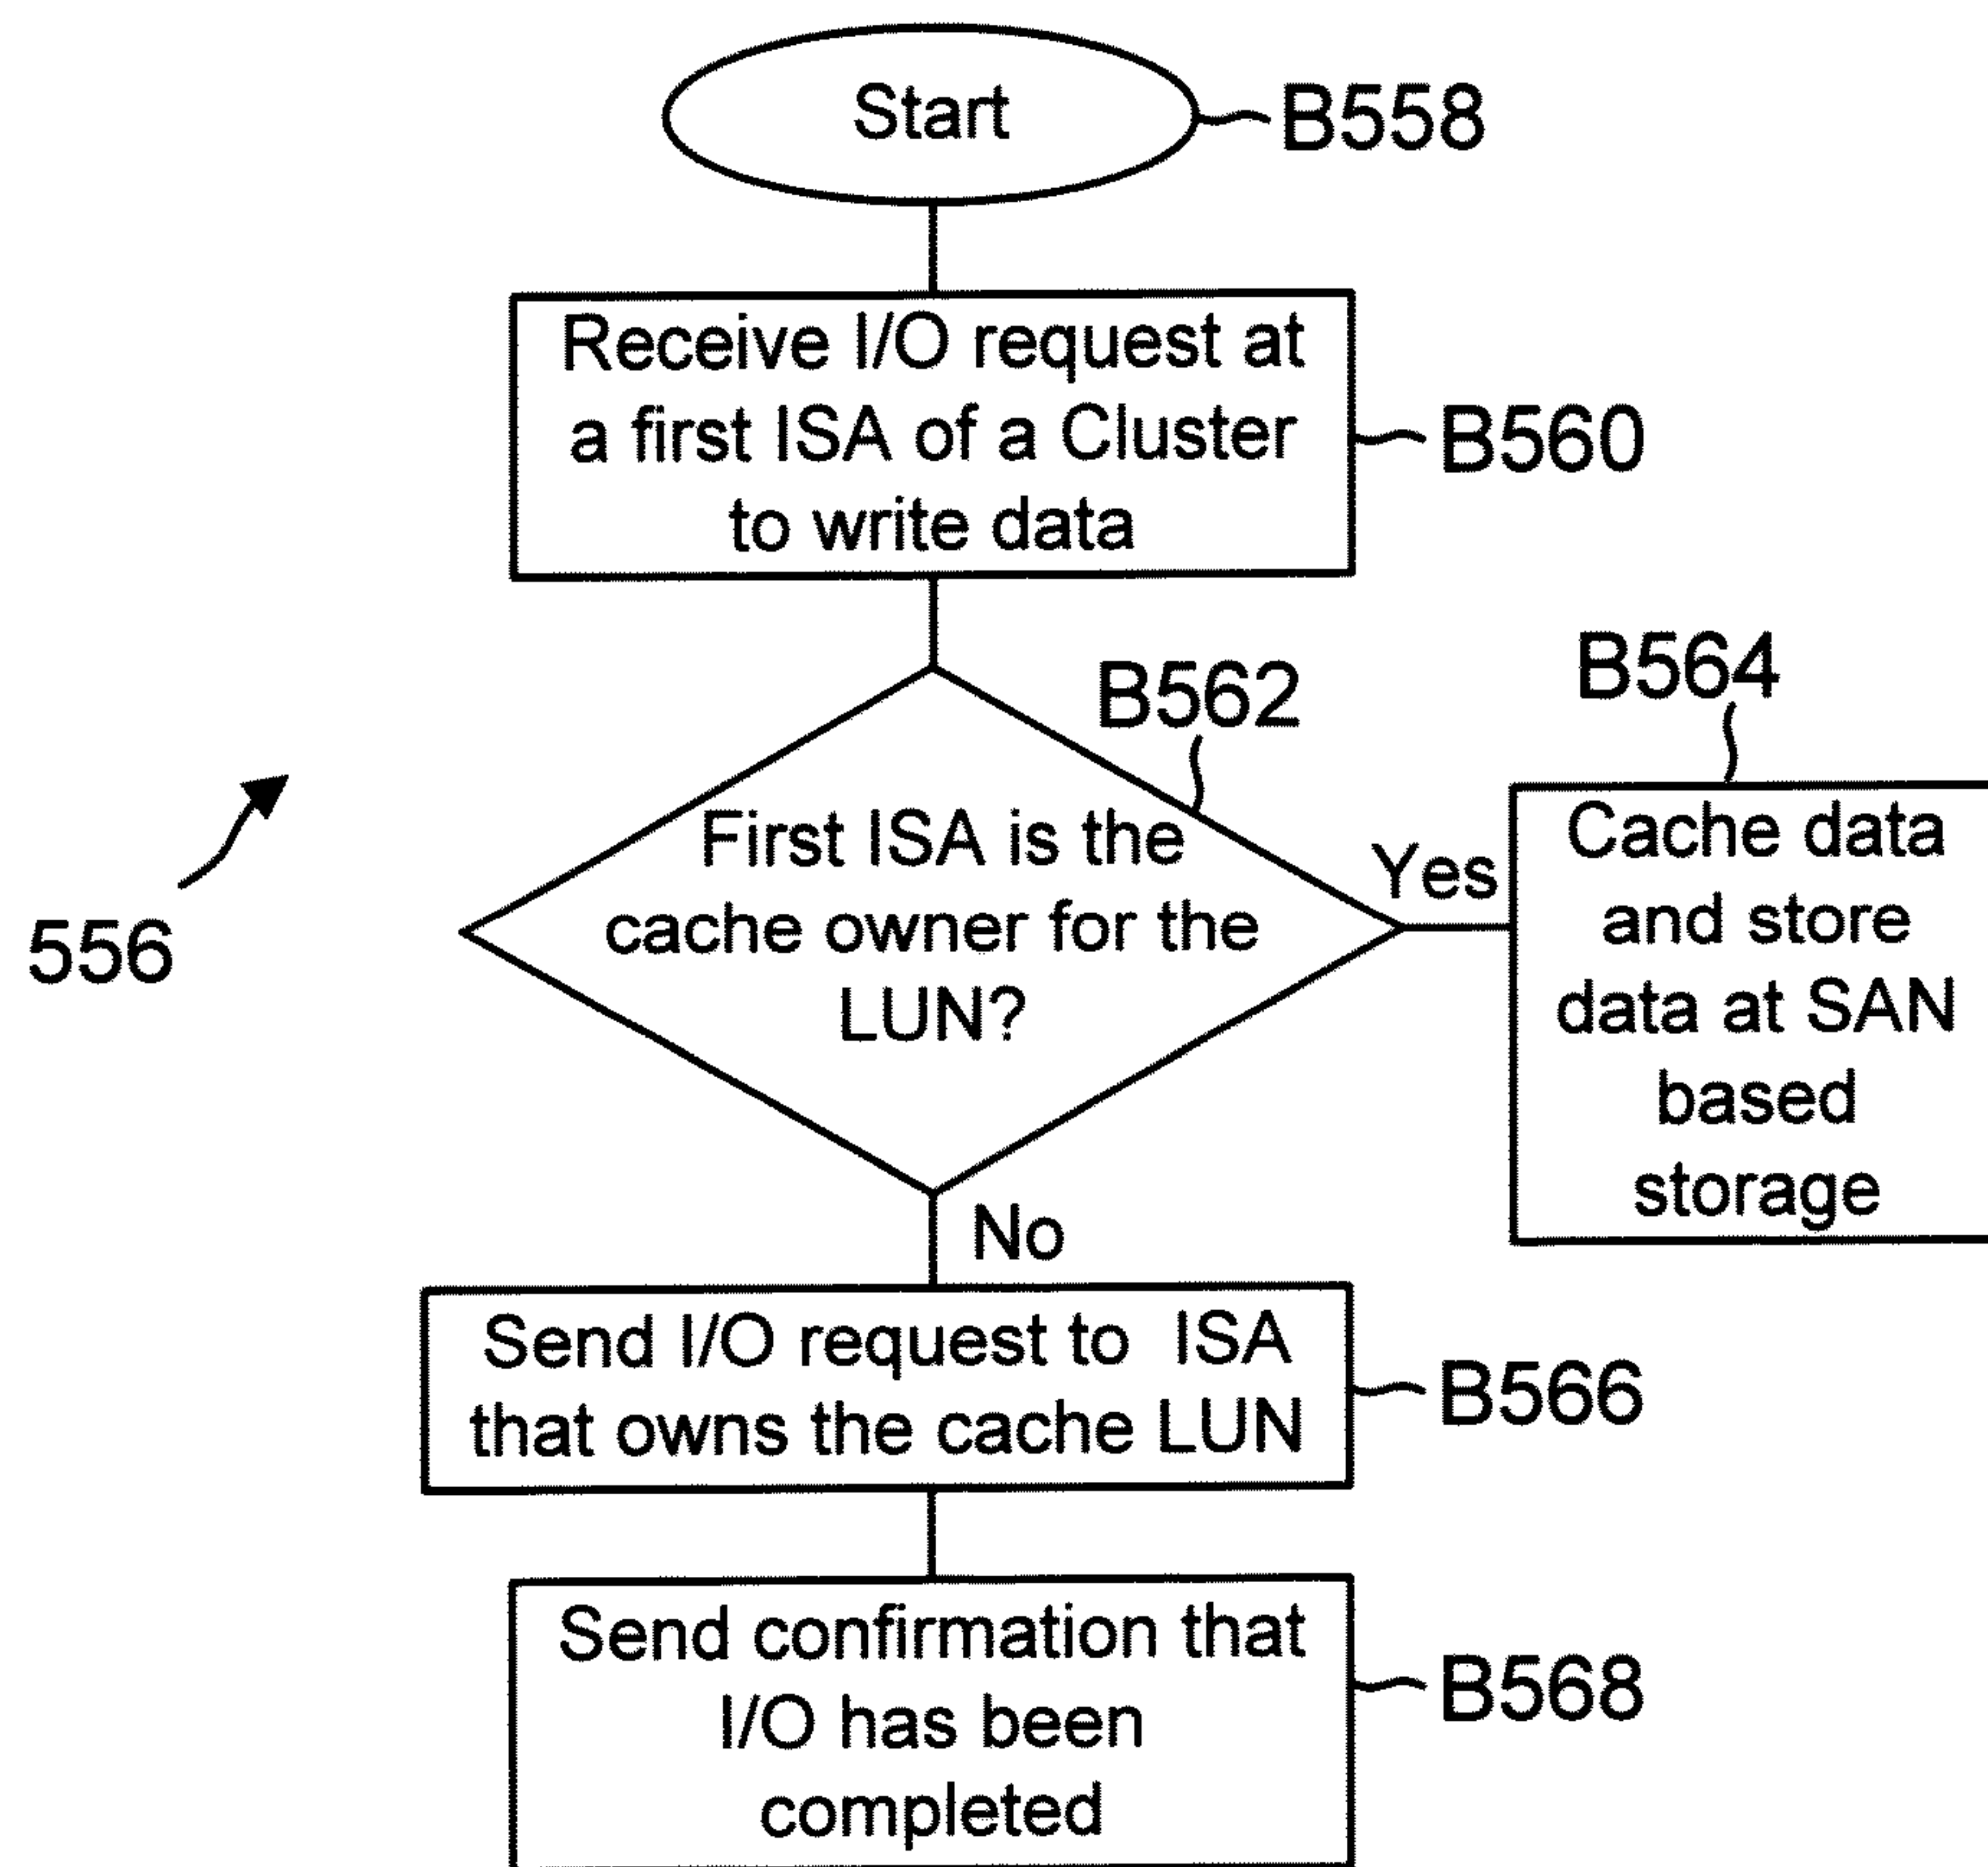 Start
B558
Receive I/O request at
a first ISA of a Cluster
to write data
B560
B562
First ISA is the
cache owner for the
LUN?
Yes
B564
Cache data
and store
data at SAN
based
storage
556
No
Send I/O request to ISA
that owns the cache LUN
B566
Send confirmation that
I/O has been
completed
B568